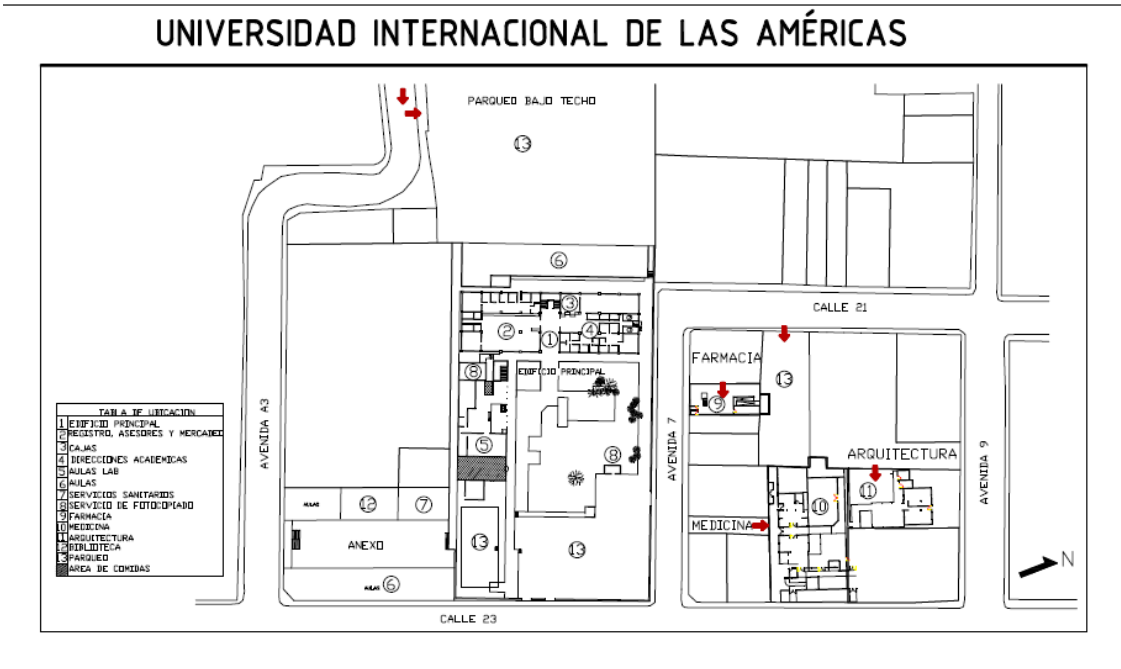 UNIVERSIDAD INTERNACIONAL DE LAS AMÉRICAS
PARQUEO BAJO TECHO
13
6
CALLE 21
3
2
4
1
FARMACIA
13
8
EDIFICIO PRINCIPAL
9
AVENIDA A3
AVENIDA 7
AVENIDA 9
5
8
ARQUITECTURA
11
10
MEDICINA
AULAS
12
7
ANEXO
13
13
AULAS 6
CALLE 23
N
TABLA DE UBICACION
1 EDIFICIO PRINCIPAL
2 REGISTRO, ASESORES Y MERCADEO
3 CAJAS
4 DIRECCIONES ACADEMICAS
5 AULAS LAB
6 AULAS
7 SERVICIOS SANITARIOS
8 SERVICIO DE FOTOCOPIADO
9 FARMACIA
10 MEDICINA
11 ARQUITECTURA
12 BIBLIOTECA
13 PARQUEO
AREA DE COMIDAS